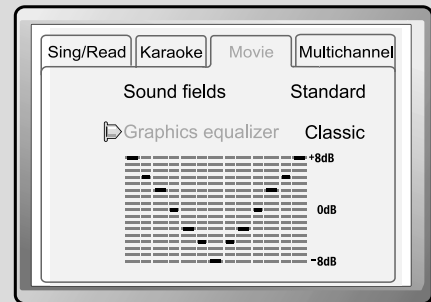 Sing/Read Karaoke Movie Multichannel
Sound fields Standard
Graphics equalizer Classic
+8dB
0dB
-8dB